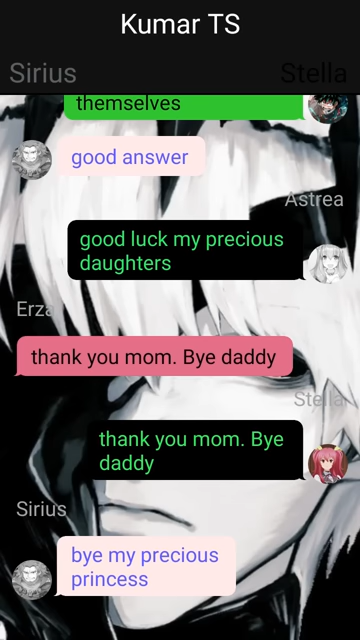 Kumar TS
Sirius
Stella
themselves
good answer
Astrea
good luck my precious
daughters
Erza
thank you mom. Bye daddy
Stella
thank you mom. Bye
daddy
Sirius
bye my precious
princess